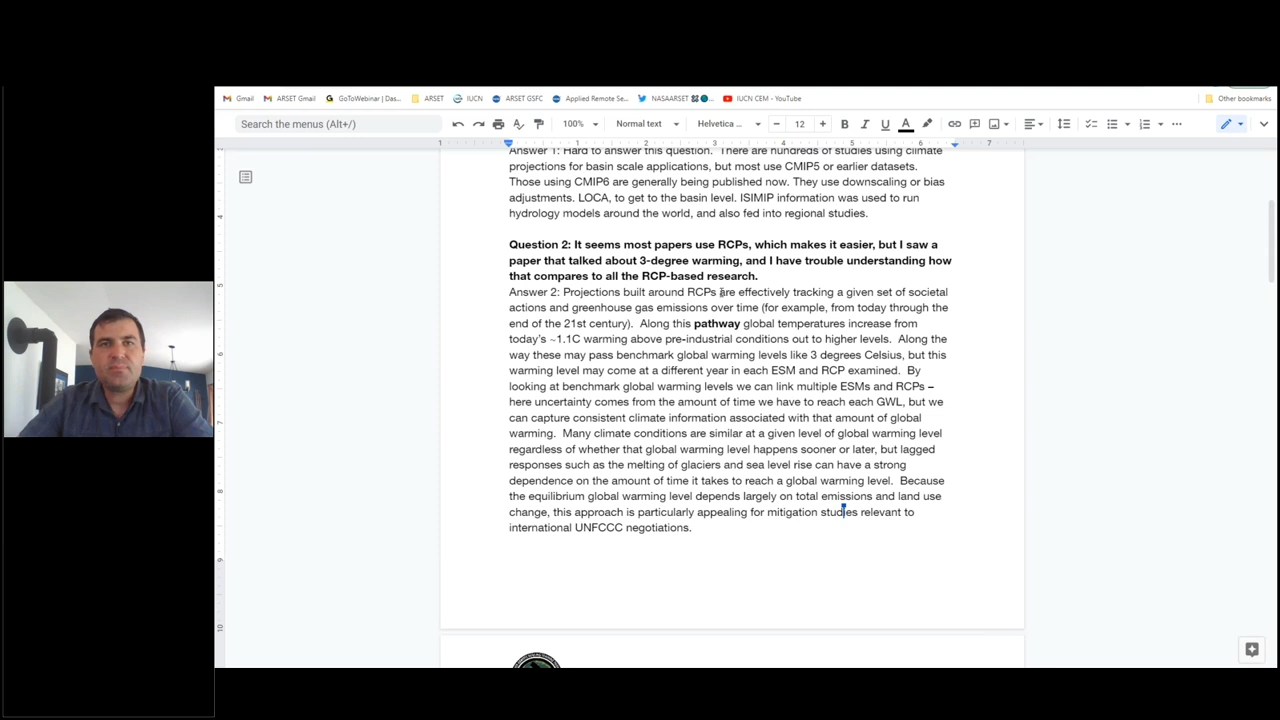 Gmail ARSET Gmail GoToWebinar | Das... ARSET IUCN ARSET GSFC Applied Remote Se... NASAARSET IUCN CEM - YouTube Other bookmarks
Search the menus (Alt+/) 100% Normal text Helvetica ... − 12 + B I U A
1 1 2 3 4 5 6 7
Answer 1: Hard to answer this question. There are hundreds of studies using climate
projections for basin scale applications, but most use CMIP5 or earlier datasets.
Those using CMIP6 are generally being published now. They use downscaling or bias
adjustments. LOCA, to get to the basin level. ISIMIP information was used to run
hydrology models around the world, and also fed into regional studies.
Question 2: It seems most papers use RCPs, which makes it easier, but I saw a
paper that talked about 3-degree warming, and I have trouble understanding how
that compares to all the RCP-based research.
Answer 2: Projections built around RCPs are effectively tracking a given set of societal
actions and greenhouse gas emissions over time (for example, from today through the
end of the 21st century). Along this pathway global temperatures increase from
today's ~1.1C warming above pre-industrial conditions out to higher levels. Along the
way these may pass benchmark global warming levels like 3 degrees Celsius, but this
warming level may come at a different year in each ESM and RCP examined. By
looking at benchmark global warming levels we can link multiple ESMs and RCPs –
here uncertainty comes from the amount of time we have to reach each GWL, but we
can capture consistent climate information associated with that amount of global
warming. Many climate conditions are similar at a given level of global warming level
regardless of whether that global warming level happens sooner or later, but lagged
responses such as the melting of glaciers and sea level rise can have a strong
dependence on the amount of time it takes to reach a global warming level. Because
the equilibrium global warming level depends largely on total emissions and land use
change, this approach is particularly appealing for mitigation studies relevant to
international UNFCCC negotiations.
4
5
6
7
8
9
10